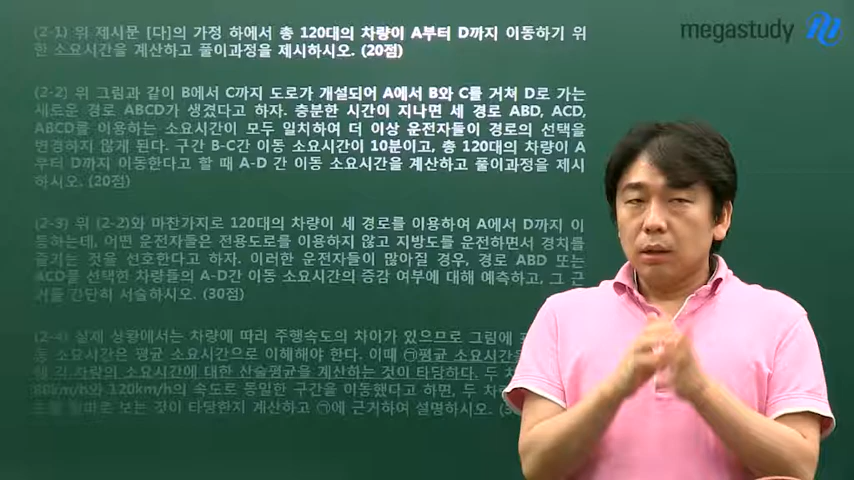 megastudy
(2-1) 위 제시문 [다]의 가정 하에서 총 120대의 차량이 A부터 D까지 이동하기 위
한 소요시간을 계산하고 풀이과정을 제시하시오. (20점)
(2-2) 위 그림과 같이 B에서 C까지 도로가 개설되어 A에서 B와 C를 거쳐 D로 가는
새로운 경로 ABCD가 생겼다고 하자. 충분한 시간이 지나면 세 경로 ABD, ACD,
ABCD를 이용하는 소요시간이 모두 일치하여 더 이상 운전자들이 경로의 선택을
변경하지 않게 된다. 구간 B-C간 이동 소요시간이 10분이고, 총 120대의 차량이 A
부터 D까지 이동한다고 할 때 A-D 간 이동 소요시간을 계산하고, 풀이과정을 제시
하시오. (20점)
(2-3) 위 (2-2)와 마찬가지로 120대의 차량이 세 경로를 이용하여 A에서 D까지 이
동하는데, 어떤 운전자들은 전용도로를 이용하지 않고 지방도를 운전하면서 경치를
즐기는 것을 선호한다고 하자. 이러한 운전자들이 많아질 경우, 경로 ABD 또는
ACD를 선택한 차량들의 A-D간 이동 소요시간의 증감 여부에 대해 예측하고, 그 근
거를 간단히 서술하시오. (30점)
(2-4) 실제 상황에서는 차량에 따라 주행속도의 차이가 있으므로 그림에
동 소요시간은 평균 소요시간으로 이해해야 한다. 이때 ㉠평균 소요시간은
각 차량의 소요시간에 대한 산술평균을 계산하는 것이 타당하다. 두 차
80km/h와 120km/h의 속도로 동일한 구간을 이동했다고 하면, 두 차
얼마로 보는 것이 타당한지 계산하고 ㉠에 근거하여 설명하시오.